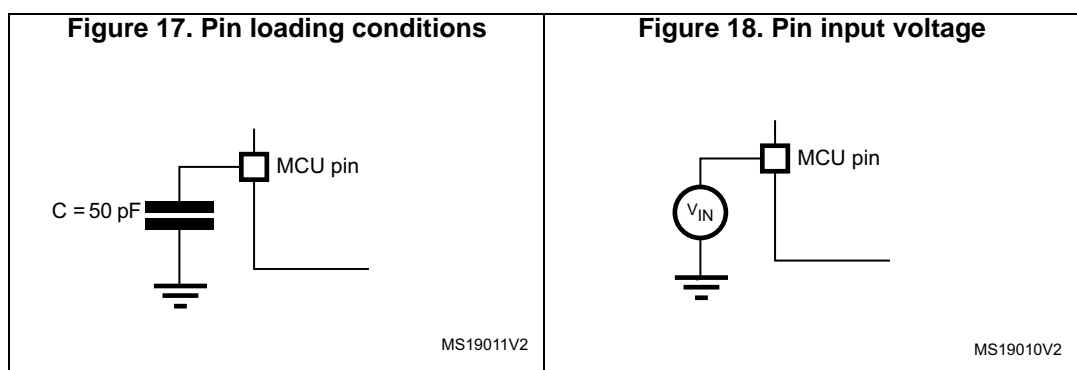 Figure 17. Pin loading conditions
MCU pin
C = 50 pF
MS19011V2
Figure 18. Pin input voltage
MCU pin
VIN
MS19010V2